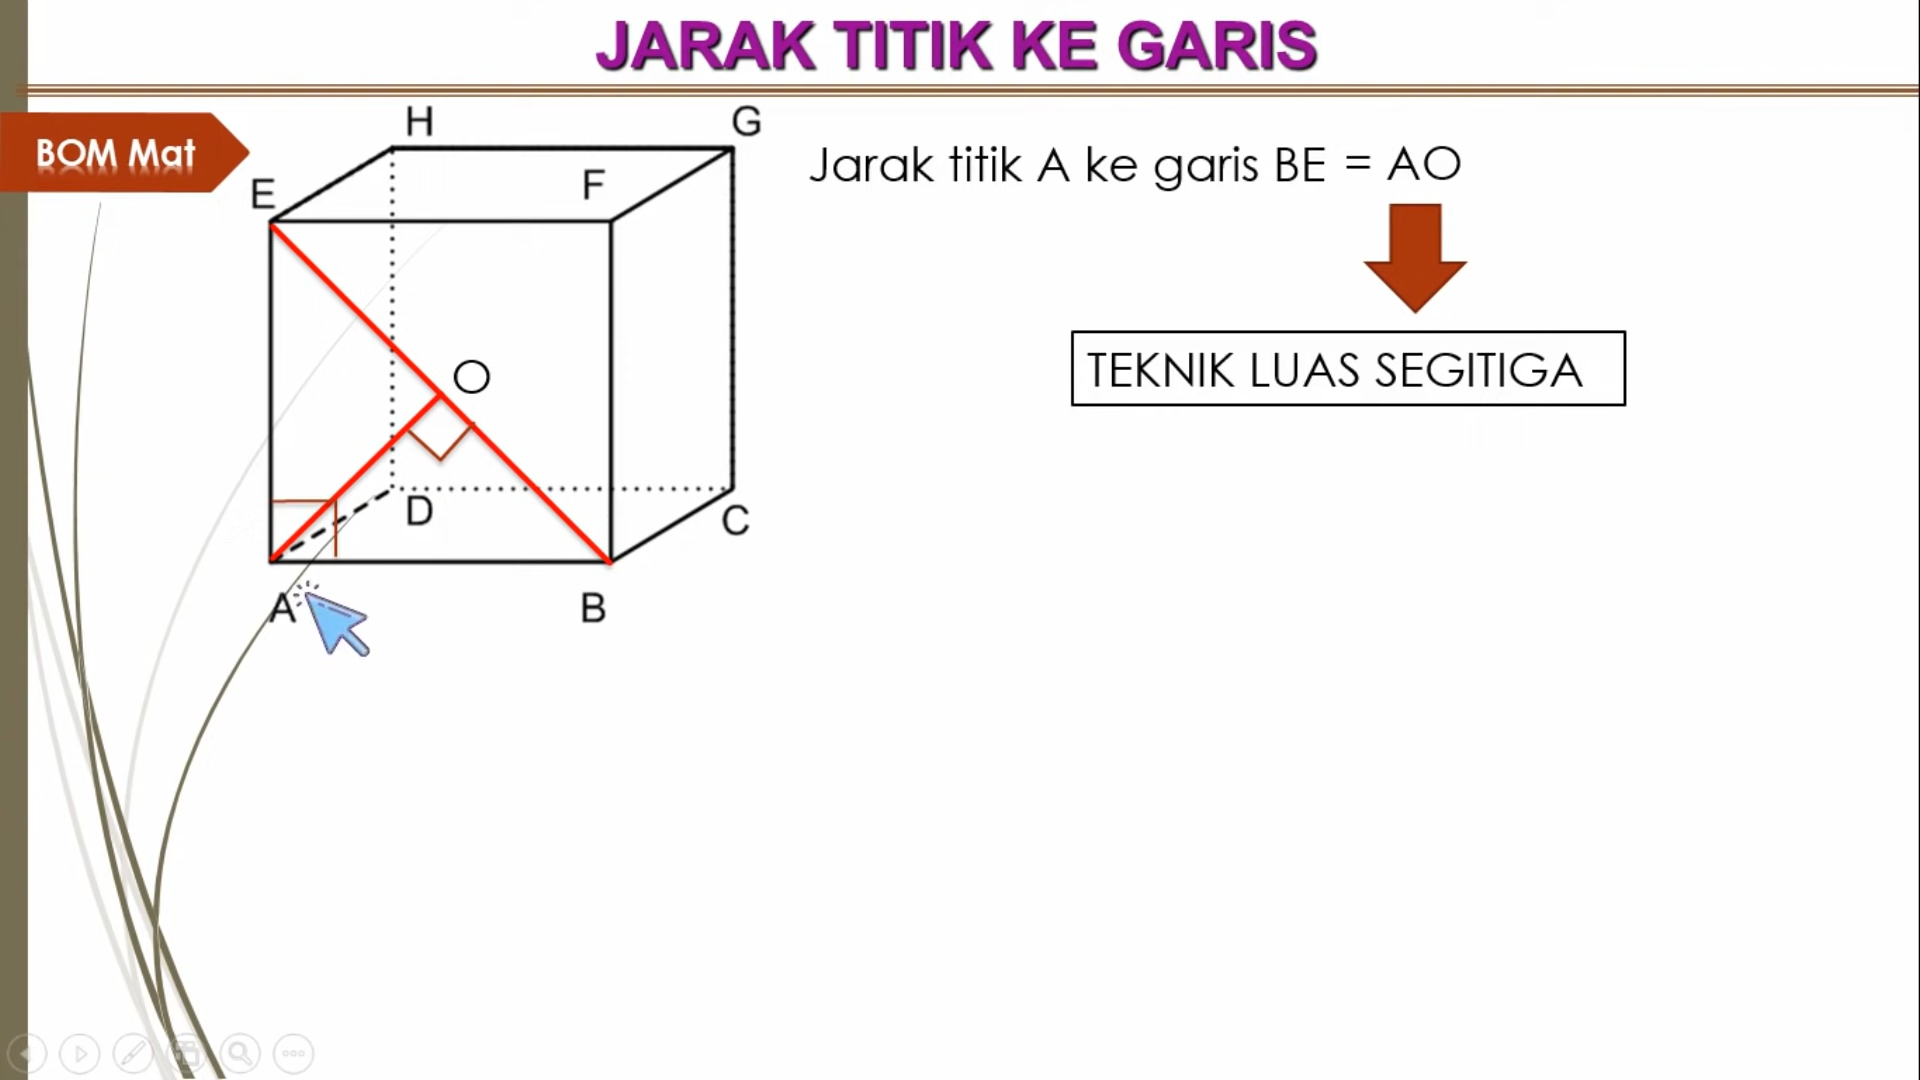 JARAK TITIK KE GARIS
BOM Mat
H
G
E
F
Jarak titik A ke garis BE = AO
TEKNIK LUAS SEGITIGA
O
D
C
A
B